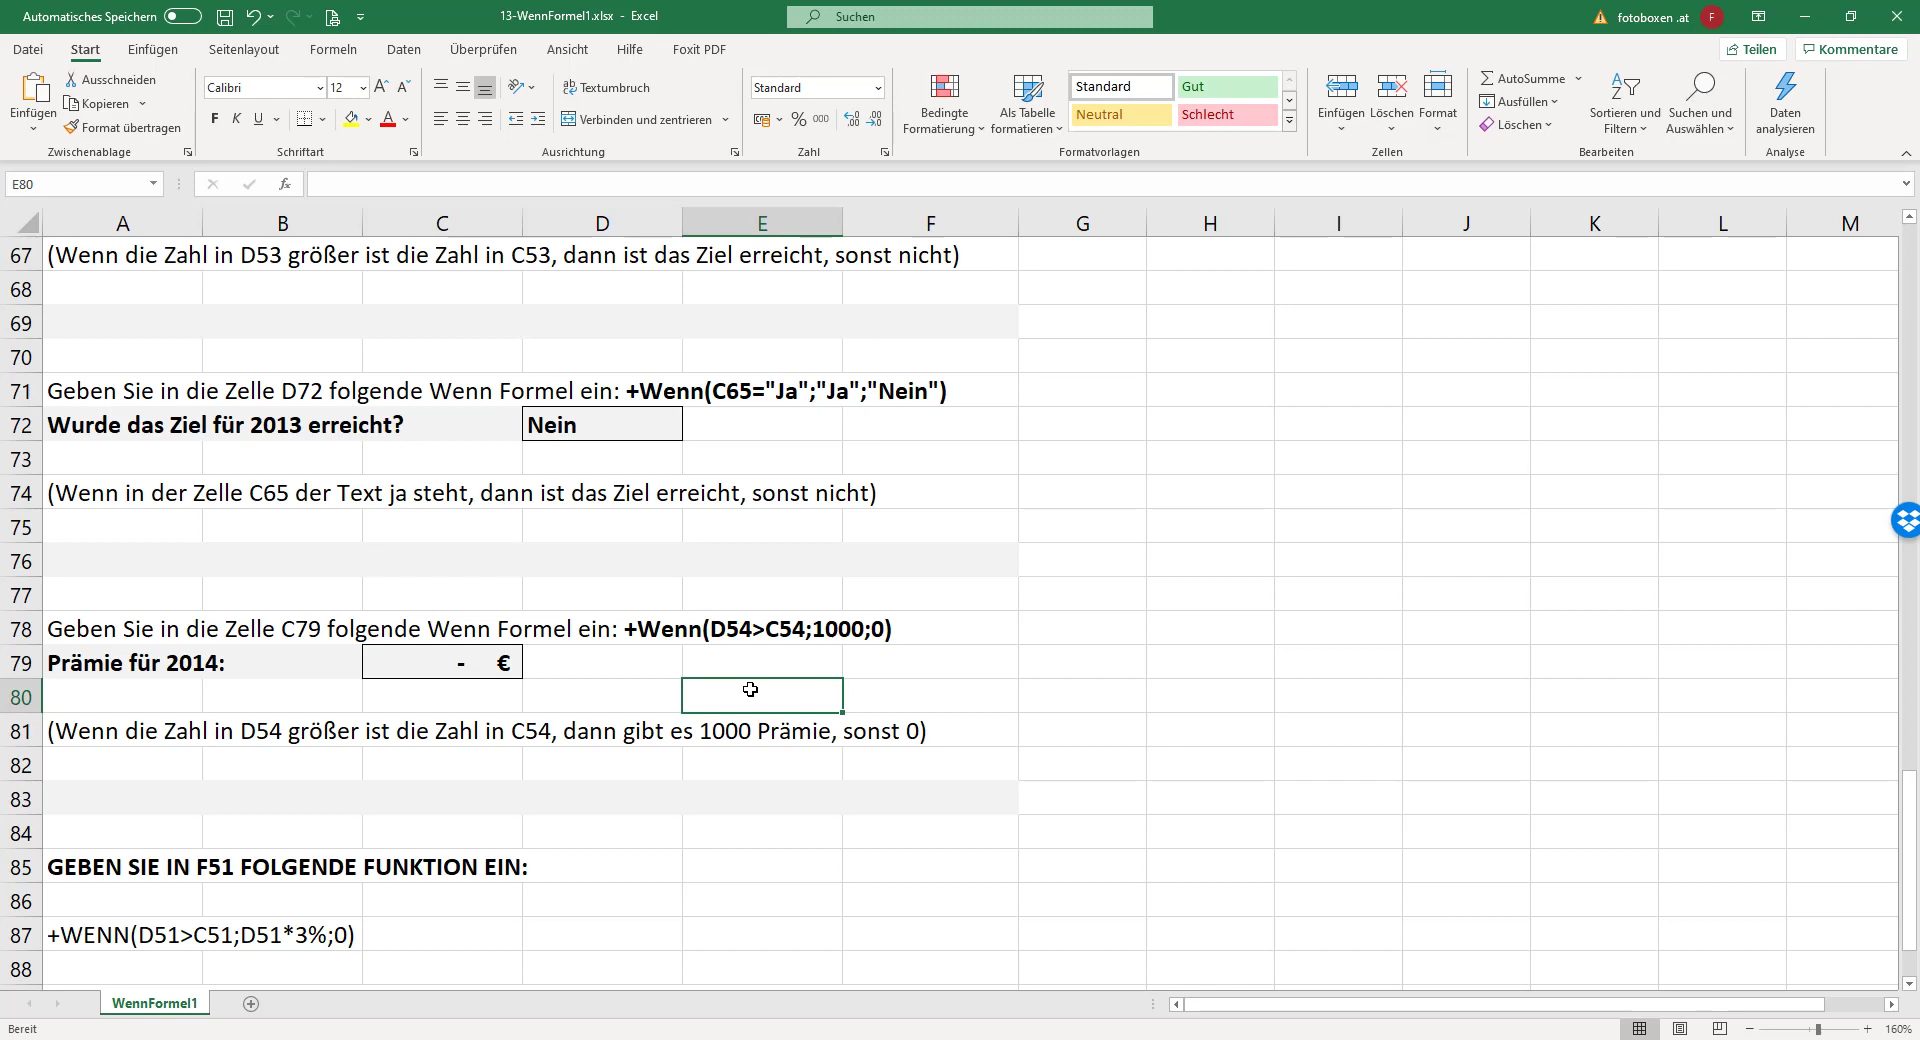 Automatisches Speichern
13-WennFormel1.xlsx - Excel
Suchen
fotoboxen .at
F
Datei Start Einfügen Seitenlayout Formeln Daten Überprüfen Ansicht Hilfe Foxit PDF
Teilen Kommentare
Einfügen
Ausschneiden
Kopieren
Format übertragen
Zwischenablage
Calibri 12 A A
F K U A
Schriftart
Textumbruch
Verbinden und zentrieren
Ausrichtung
Standard
% 000
Zahl
Bedingte Formatierung
Als Tabelle formatieren
Standard Gut
Neutral Schlecht
Formatvorlagen
Einfügen Löschen Format
Zellen
AutoSumme
Ausfüllen
Löschen
Sortieren und Filtern
Suchen und Auswählen
Bearbeiten
Daten analysieren
Analyse
E80
fx
A B C D E F G H I J K L M
67 (Wenn die Zahl in D53 größer ist die Zahl in C53, dann ist das Ziel erreicht, sonst nicht)
68
69
70
71 Geben Sie in die Zelle D72 folgende Wenn Formel ein: +Wenn(C65="Ja";"Ja";"Nein")
72 Wurde das Ziel für 2013 erreicht? Nein
73
74 (Wenn in der Zelle C65 der Text ja steht, dann ist das Ziel erreicht, sonst nicht)
75
76
77
78 Geben Sie in die Zelle C79 folgende Wenn Formel ein: +Wenn(D54>C54;1000;0)
79 Prämie für 2014: - €
80
81 (Wenn die Zahl in D54 größer ist die Zahl in C54, dann gibt es 1000 Prämie, sonst 0)
82
83
84
85 GEBEN SIE IN F51 FOLGENDE FUNKTION EIN:
86
87 +WENN(D51>C51;D51*3%;0)
88
WennFormel1
Bereit
160%